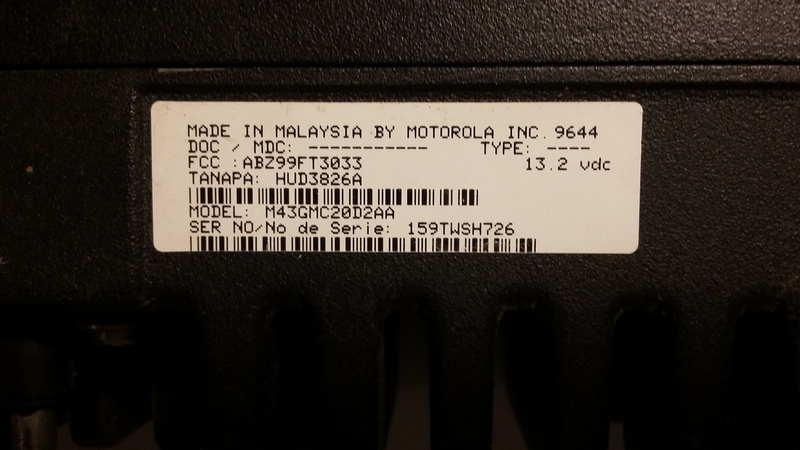 MADE IN MALAYSIA BY MOTOROLA INC. 9644
DOC / MDC: ----------- TYPE: ----
FCC : ABZ99FT3033 13.2 vdc
TANAPA: HUD3826A
MODEL: M43GMC20D2AA
SER NO/No de Serie: 159TWSH726